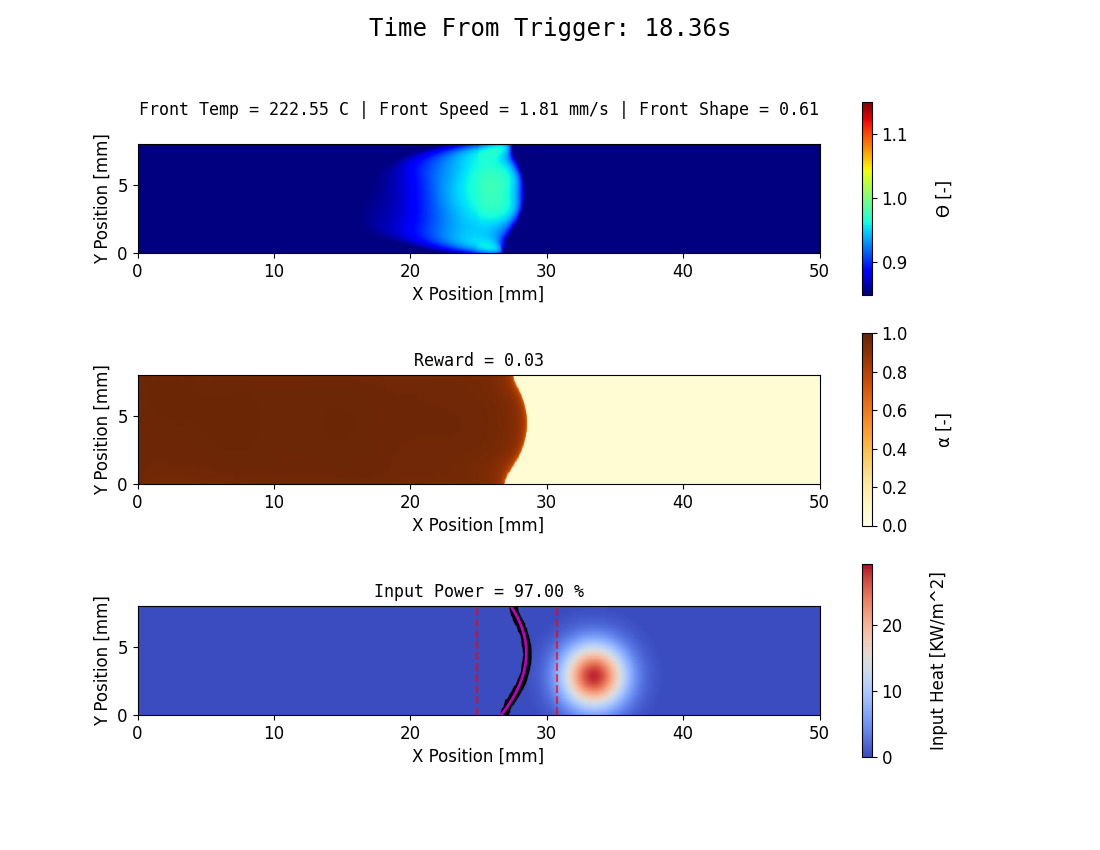 Time From Trigger: 18.36s
Front Temp = 222.55 C | Front Speed = 1.81 mm/s | Front Shape = 0.61
Y Position [mm]
5
0
0 10 20 30 40 50
X Position [mm]
1.1
1.0
0.9
Θ [-]
Reward = 0.03
Y Position [mm]
5
0
0 10 20 30 40 50
X Position [mm]
1.0
0.8
0.6
0.4
0.2
0.0
α [-]
Input Power = 97.00 %
Y Position [mm]
5
0
0 10 20 30 40 50
X Position [mm]
20
10
0
Input Heat [KW/m^2]